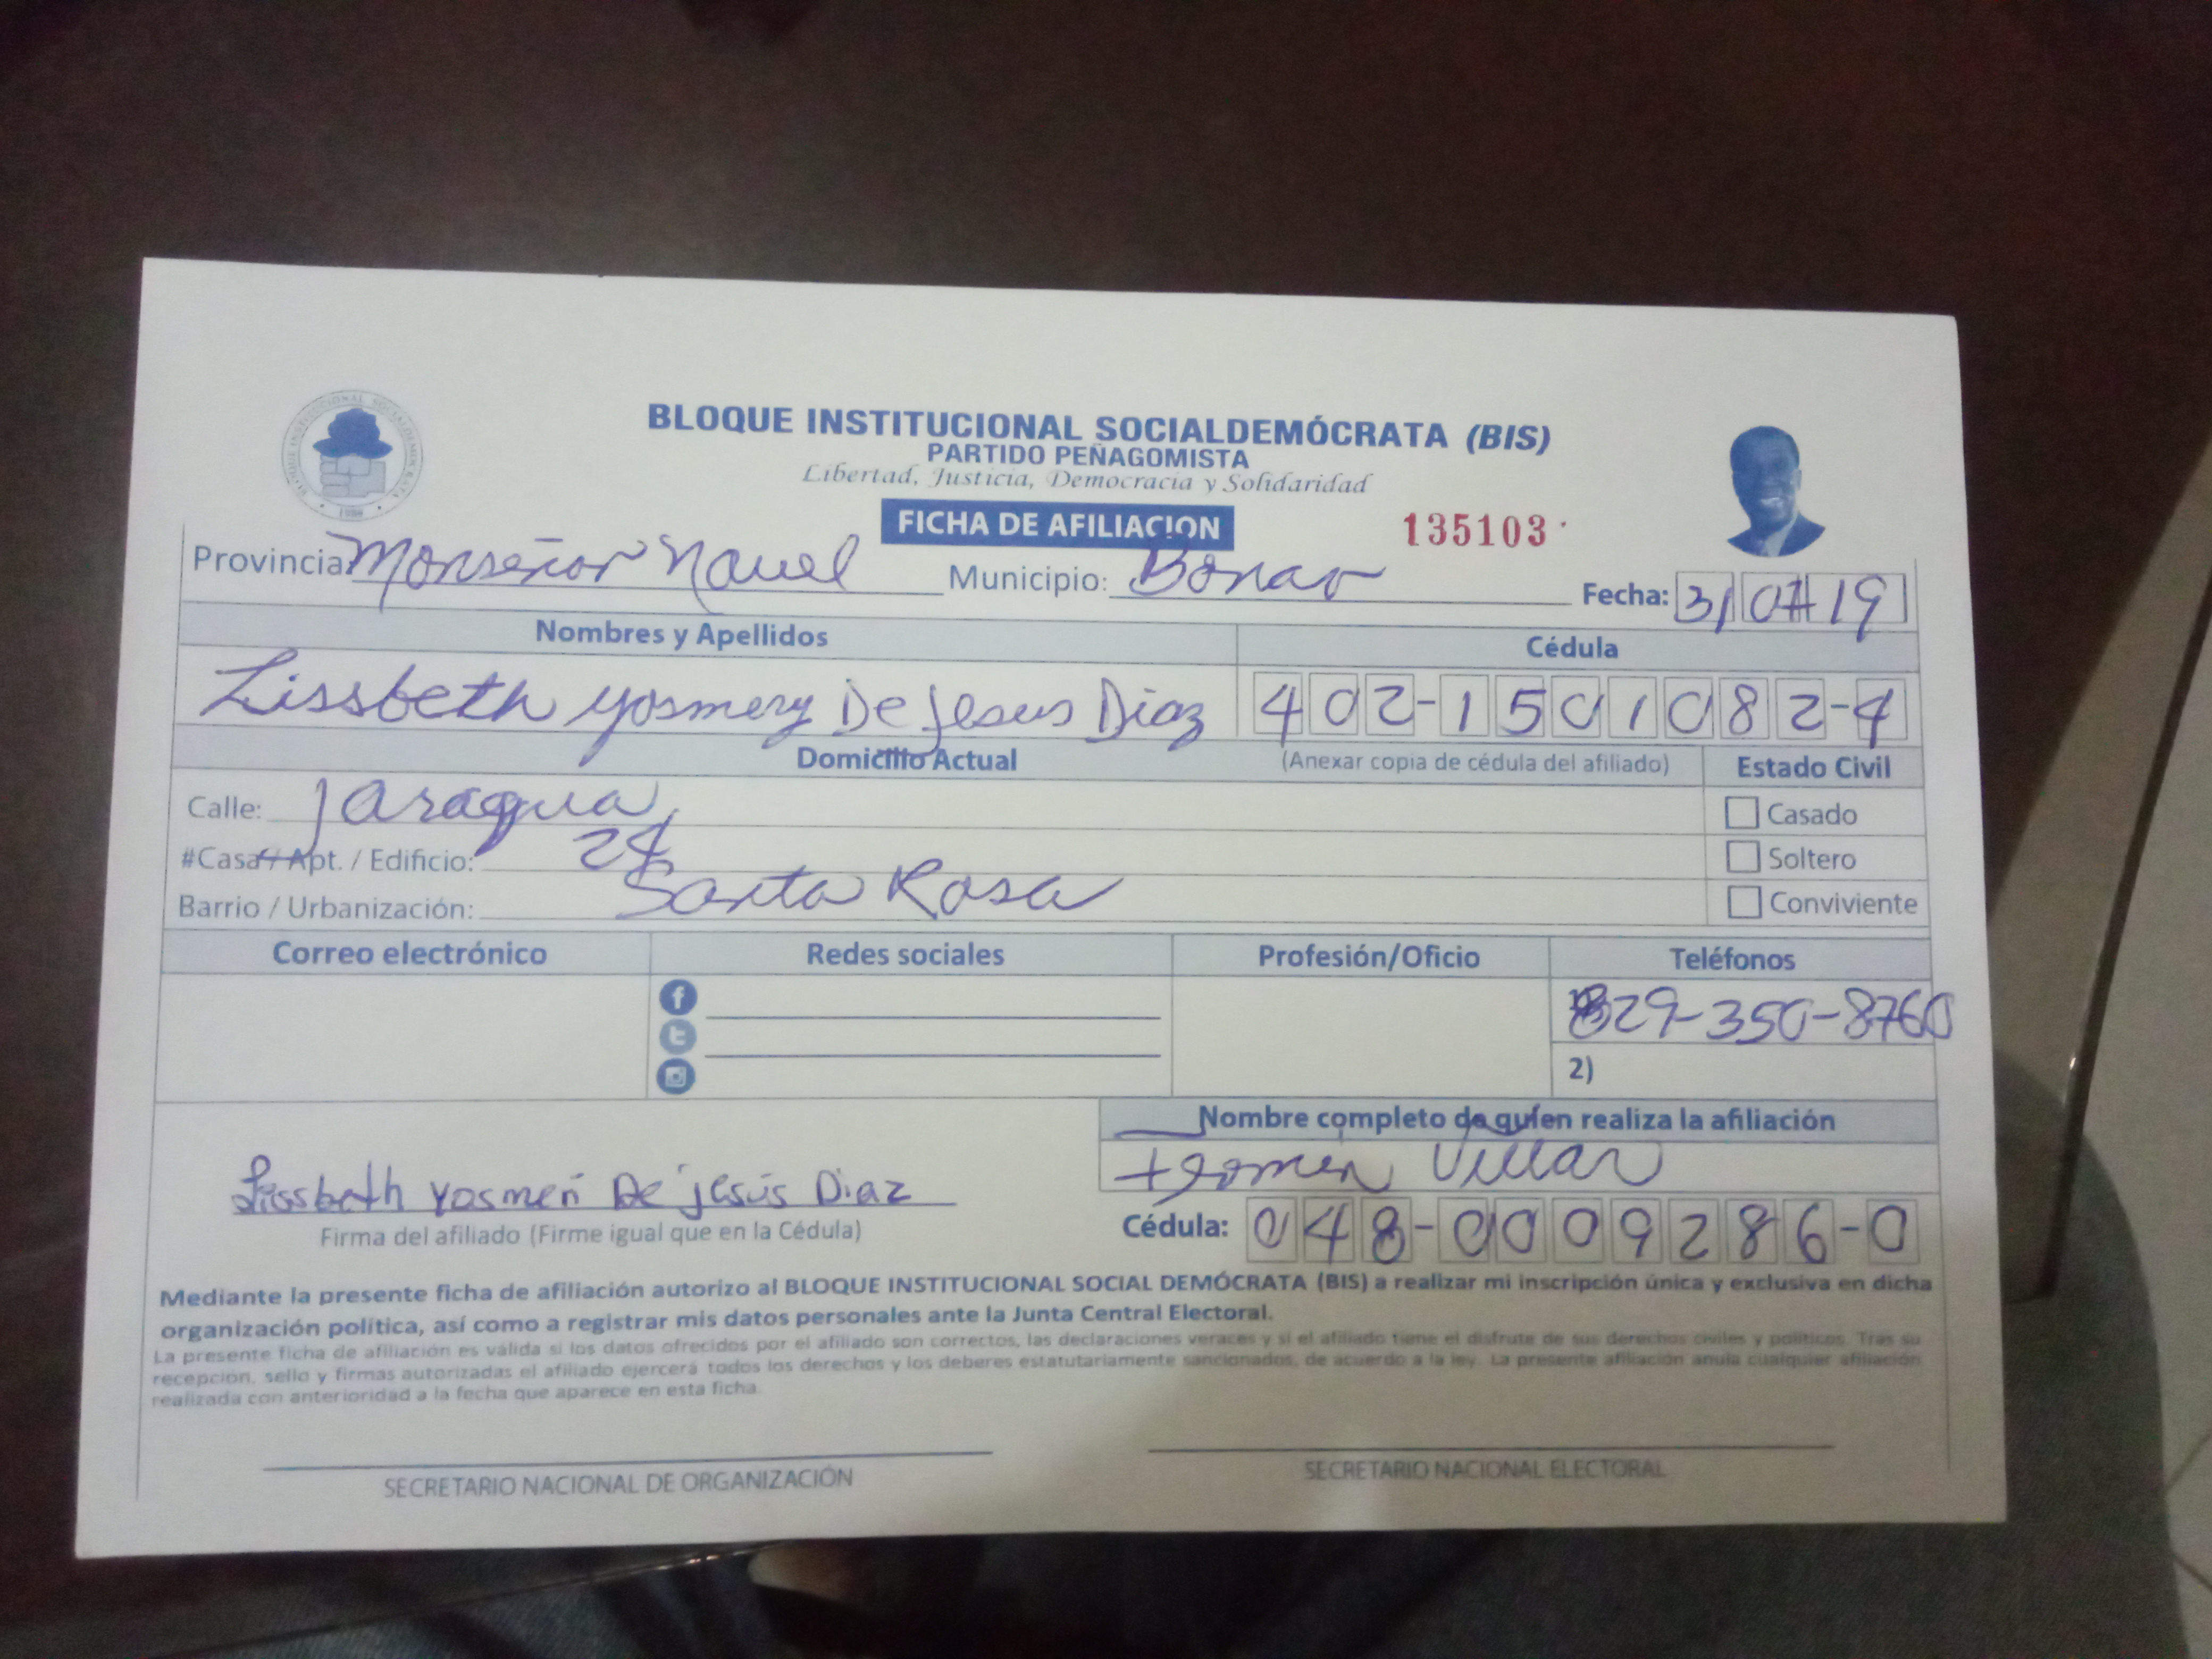 BLOQUE INSTITUCIONAL SOCIALDEMÓCRATA (BIS)
PARTIDO PEÑAGOMISTA
Libertad, Justicia, Democracia y Solidaridad
FICHA DE AFILIACION 135103
BLOQUE INSTITUCIONAL SOCIALDEMOCRATA
Provincia: Monseñor Nouel Municipio: Bonao Fecha: 31 07 19
Nombres y Apellidos Cédula
Lissbeth Yosmery De Jesus Diaz 402-1501082-4
Domicilio Actual (Anexar copia de cédula del afiliado) Estado Civil
Calle: Jaragua Casado
#Casa / Apt. / Edificio: 24 Soltero
Barrio / Urbanización: Santa Rosa Conviviente
Correo electrónico Redes sociales Profesión/Oficio Teléfonos
829-350-8760
2)
Nombre completo de quien realiza la afiliación
Villar
Lissbeth Yosmeri De jesús Diaz
Firma del afiliado (Firme igual que en la Cédula) Cédula: 048-0009286-0
Mediante la presente ficha de afiliación autorizo al BLOQUE INSTITUCIONAL SOCIAL DEMÓCRATA (BIS) a realizar mi inscripción única y exclusiva en dicha
organización política, así como a registrar mis datos personales ante la Junta Central Electoral.
La presente ficha de afiliación es válida si los datos ofrecidos por el afiliado son correctos, las declaraciones veraces y si el afiliado tiene el disfrute de sus derechos civiles y políticos. Tras su
recepción, sello y firmas autorizadas el afiliado ejercerá todos los derechos y los deberes estatutariamente sancionados, de acuerdo a la ley. La presente afiliación anula cualquier afiliación
realizada con anterioridad a la fecha que aparece en esta ficha.
SECRETARIO NACIONAL DE ORGANIZACIÓN SECRETARIO NACIONAL ELECTORAL